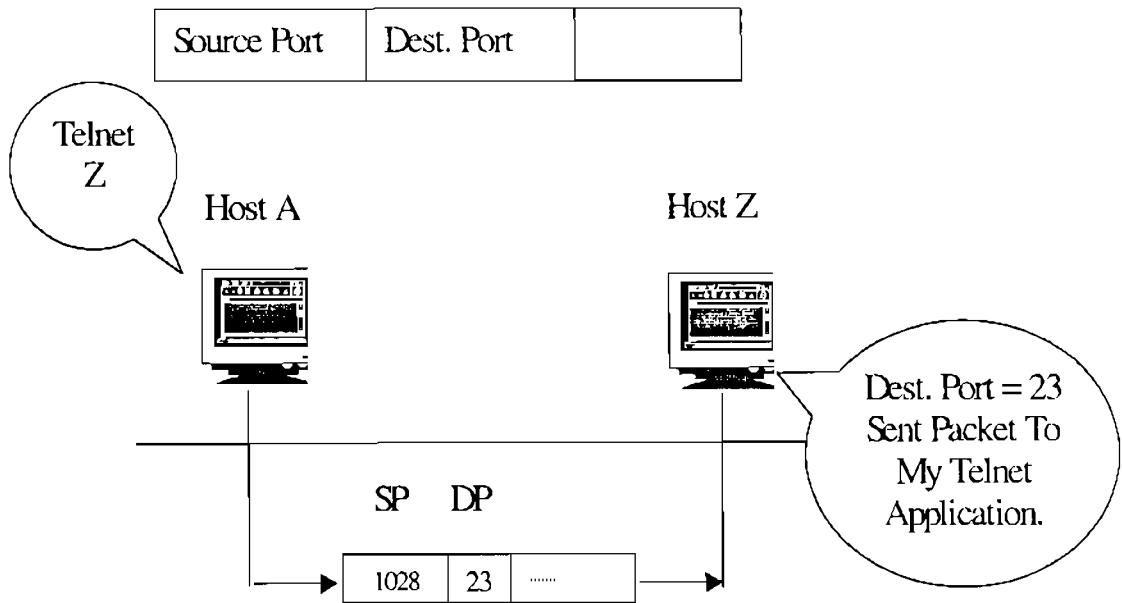 Source Port Dest. Port
Telnet
Z
Host A
Host Z
Dest. Port = 23
Sent Packet To
My Telnet
Application.
SP DP
1028 23 .......